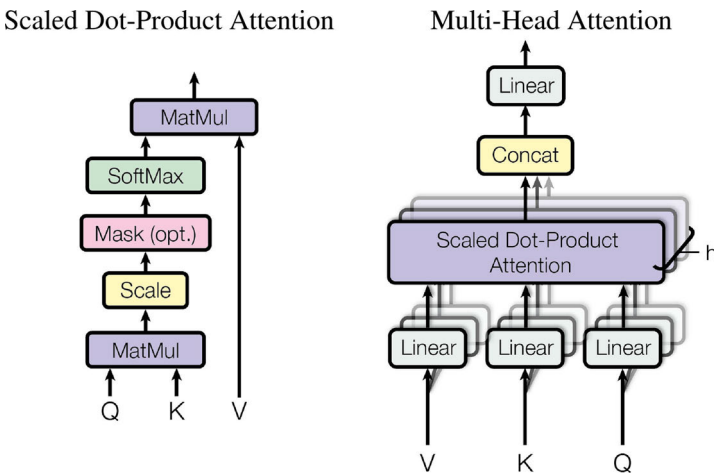 Scaled Dot-Product Attention
MatMul
SoftMax
Mask (opt.)
Scale
MatMul
Q K V
Multi-Head Attention
Linear
Concat
Scaled Dot-Product
Attention
h
Linear Linear Linear
V K Q